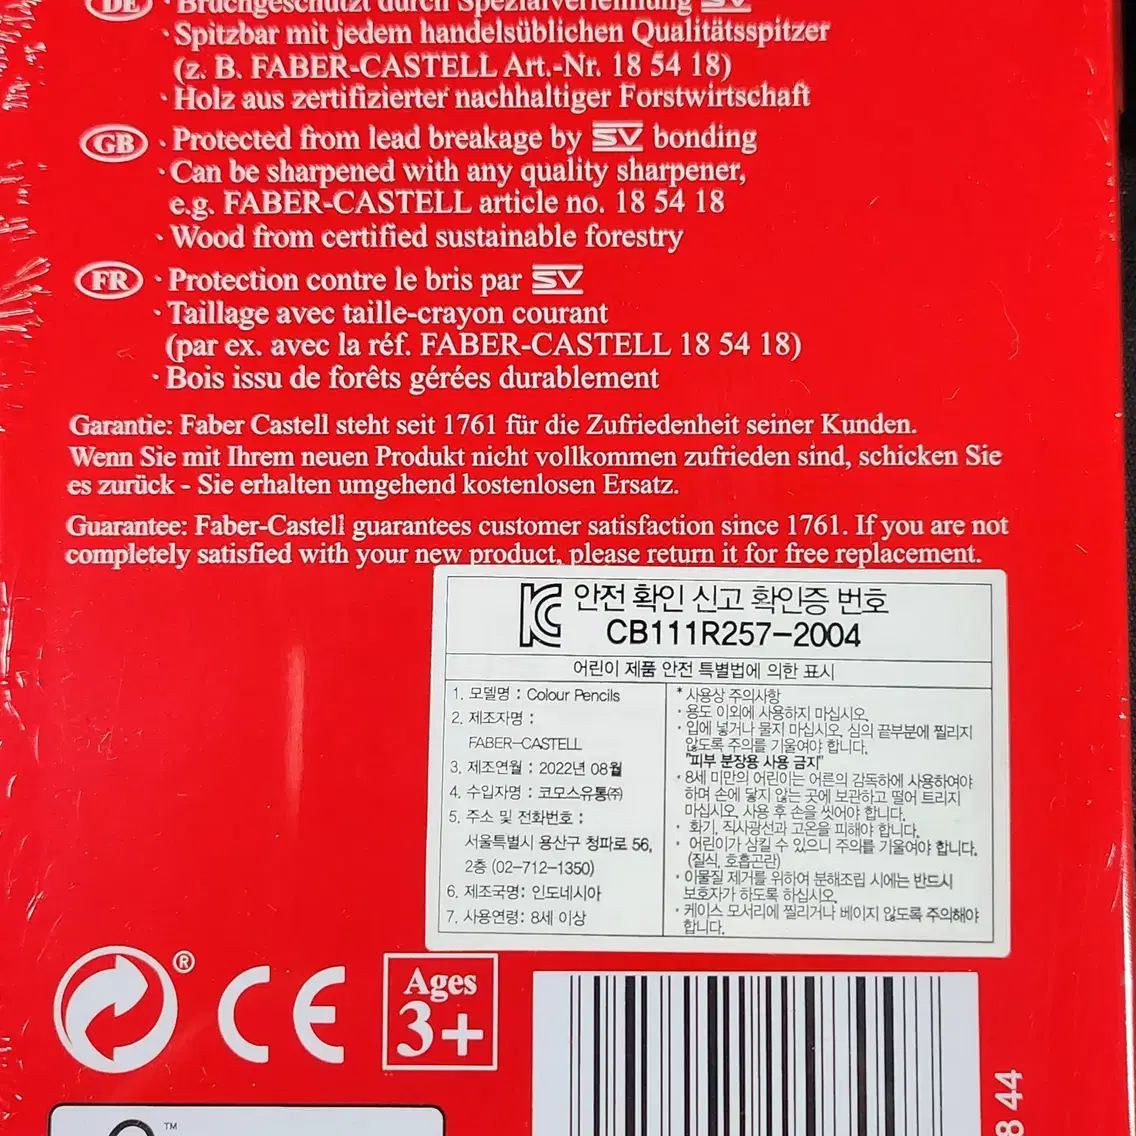 DE · Bruchgeschützt durch Spezialverleimung SV
· Spitzbar mit jedem handelsüblichen Qualitätsspitzer
(z. B. FABER-CASTELL Art.-Nr. 18 54 18)
· Holz aus zertifizierter nachhaltiger Forstwirtschaft
GB · Protected from lead breakage by SV bonding
· Can be sharpened with any quality sharpener,
e.g. FABER-CASTELL article no. 18 54 18
· Wood from certified sustainable forestry
FR · Protection contre le bris par SV
· Taillage avec taille-crayon courant
(par ex. avec la réf. FABER-CASTELL 18 54 18)
· Bois issu de forêts gérées durablement
Garantie: Faber Castell steht seit 1761 für die Zufriedenheit seiner Kunden.
Wenn Sie mit Ihrem neuen Produkt nicht vollkommen zufrieden sind, schicken Sie
es zurück - Sie erhalten umgehend kostenlosen Ersatz.
Guarantee: Faber-Castell guarantees customer satisfaction since 1761. If you are not
completely satisfied with your new product, please return it for free replacement.
KC 안전 확인 신고 확인증 번호
CB111R257-2004
어린이 제품 안전 특별법에 의한 표시
1. 모델명 : Colour Pencils
2. 제조자명 :
FABER-CASTELL
3. 제조연월 : 2022년 08월
4. 수입자명 : 코모스유통(주)
5. 주소 및 전화번호 :
서울특별시 용산구 청파로 56,
2층 (02-712-1350)
6. 제조국명 : 인도네시아
7. 사용연령 : 8세 이상
* 사용상 주의사항
· 용도 이외에 사용하지 마십시오.
· 입에 넣거나 물지 마십시오. 심의 끝부분에 찔리지
않도록 주의를 기울여야 합니다.
"피부 분장용 사용 금지"
· 8세 미만의 어린이는 어른의 감독하에 사용하여야
하며 손에 닿지 않는 곳에 보관하고 떨어 트리지
마십시오. 사용 후 손을 씻어야 합니다.
· 화기, 직사광선과 고온을 피해야 합니다.
· 어린이가 삼킬 수 있으니 주의를 기울여야 합니다.
(질식, 호흡곤란)
· 이물질 제거를 위하여 분해조립 시에는 반드시
보호자가 하도록 하십시오.
· 케이스 모서리에 찔리거나 베이지 않도록 주의해야
합니다.
® CE
Ages
3+
8 44
TM